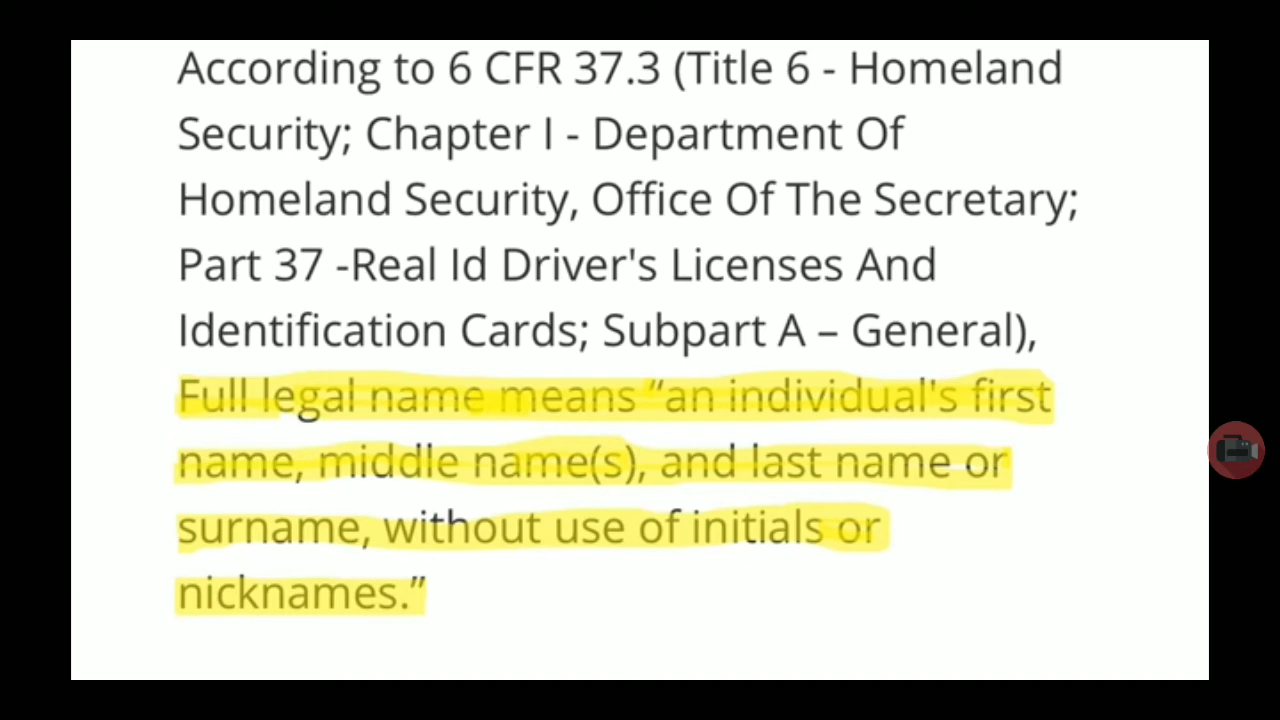 According to 6 CFR 37.3 (Title 6 - Homeland
Security; Chapter I - Department Of
Homeland Security, Office Of The Secretary;
Part 37 -Real Id Driver's Licenses And
Identification Cards; Subpart A – General),
Full legal name means “an individual's first
name, middle name(s), and last name or
surname, without use of initials or
nicknames.”